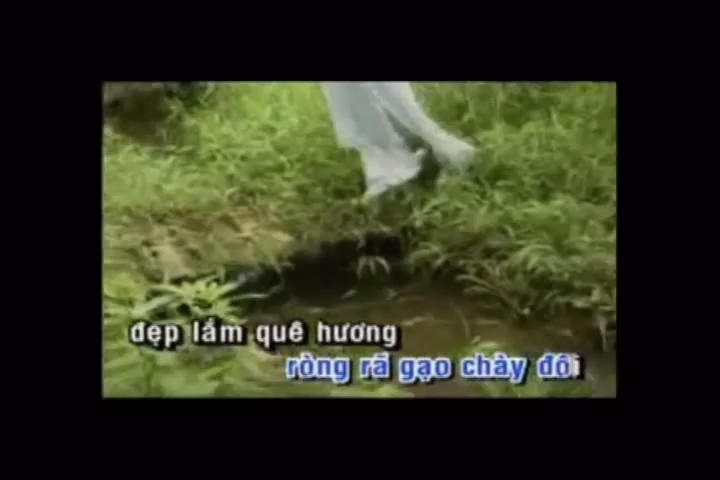 đẹp lắm quê hương
ròng rã gạo chày đôi